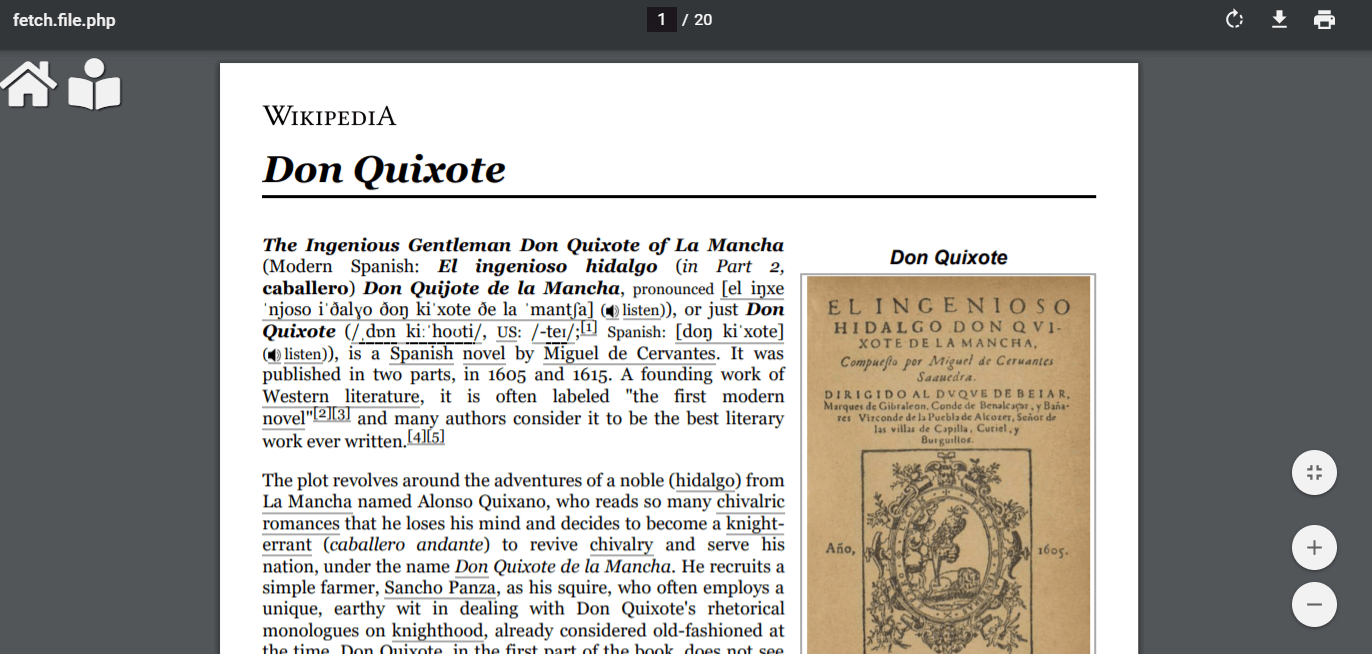 fetch.file.php
1 / 20
WIKIPEDIA
Don Quixote
The Ingenious Gentleman Don Quixote of La Mancha
(Modern Spanish: El ingenioso hidalgo (in Part 2,
caballero) Don Quijote de la Mancha, pronounced [el iŋxe
ˈnjoso iˈðalɣo ðoŋ kiˈxote ðe la ˈmantʃa] (listen)), or just Don
Quixote (/ˌdɒn kiːˈhoʊti/, US: /-teɪ/;[1] Spanish: [doŋ kiˈxote]
(listen)), is a Spanish novel by Miguel de Cervantes. It was
published in two parts, in 1605 and 1615. A founding work of
Western literature, it is often labeled "the first modern
novel"[2][3] and many authors consider it to be the best literary
work ever written.[4][5]
The plot revolves around the adventures of a noble (hidalgo) from
La Mancha named Alonso Quixano, who reads so many chivalric
romances that he loses his mind and decides to become a knight-
errant (caballero andante) to revive chivalry and serve his
nation, under the name Don Quixote de la Mancha. He recruits a
simple farmer, Sancho Panza, as his squire, who often employs a
unique, earthy wit in dealing with Don Quixote's rhetorical
monologues on knighthood, already considered old-fashioned at
the time. Don Quixote, in the first part of the book, does not see
Don Quixote
EL INGENIOSO
HIDALGO DON QVI-
XOTE DE LA MANCHA,
Compuesto por Miguel de Ceruantes
Saauedra.
DIRIGIDO AL DVQVE DE BEIAR,
Marques de Gibraleon, Conde de Benalcaçar, y Baña-
res Vizconde de la Puebla de Alcozer, Señor de
las villas de Capilla, Curiel, y
Burguillos.
Año, 1605.